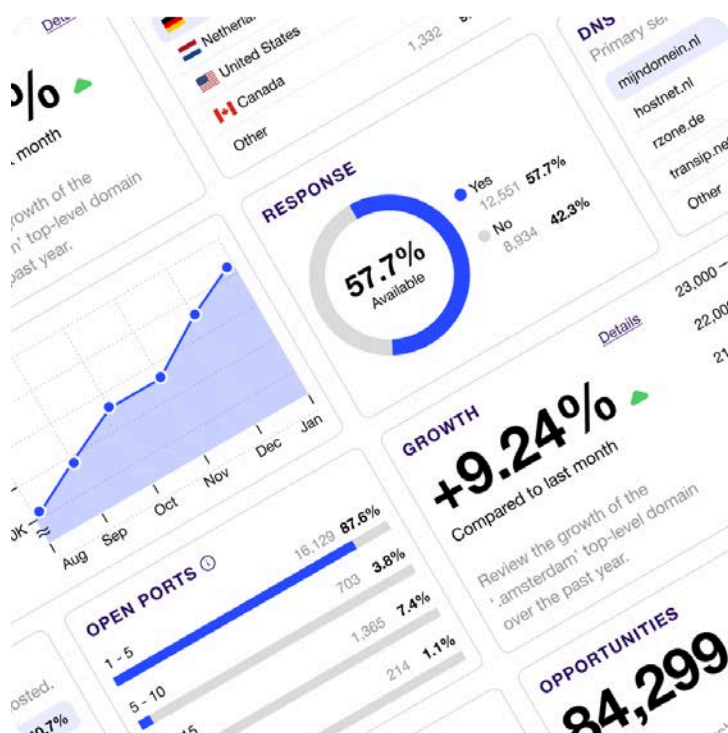 Details
%
month
growth of the
top-level domain
past year.
United States
1,332
Canada
Other
DNS
Primary
mijndomein.nl
hostnet.nl
rzone.de
Other
RESPONSE
57.7%
Available
Yes
12,551 57.7%
No
8,934 42.3%
Aug
Sep
Oct
Nov
Dec
Jan
23,000
Details
GROWTH
+9.24%
Compared to last month
Review the growth of the
‘.amsterdam’ top-level domain
over the past year.
OPEN PORTS
1 - 5
16.129 87.6%
5 - 10
703 3.8%
1,365 7.4%
214 1.1%
OPPORTUNITIES
84,299